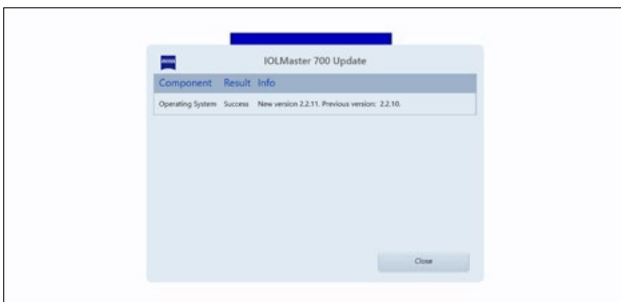 ZEISS
IOLMaster 700 Update
Component Result Info
Operating System Success New version 2.2.11. Previous version: 2.2.10.
Close